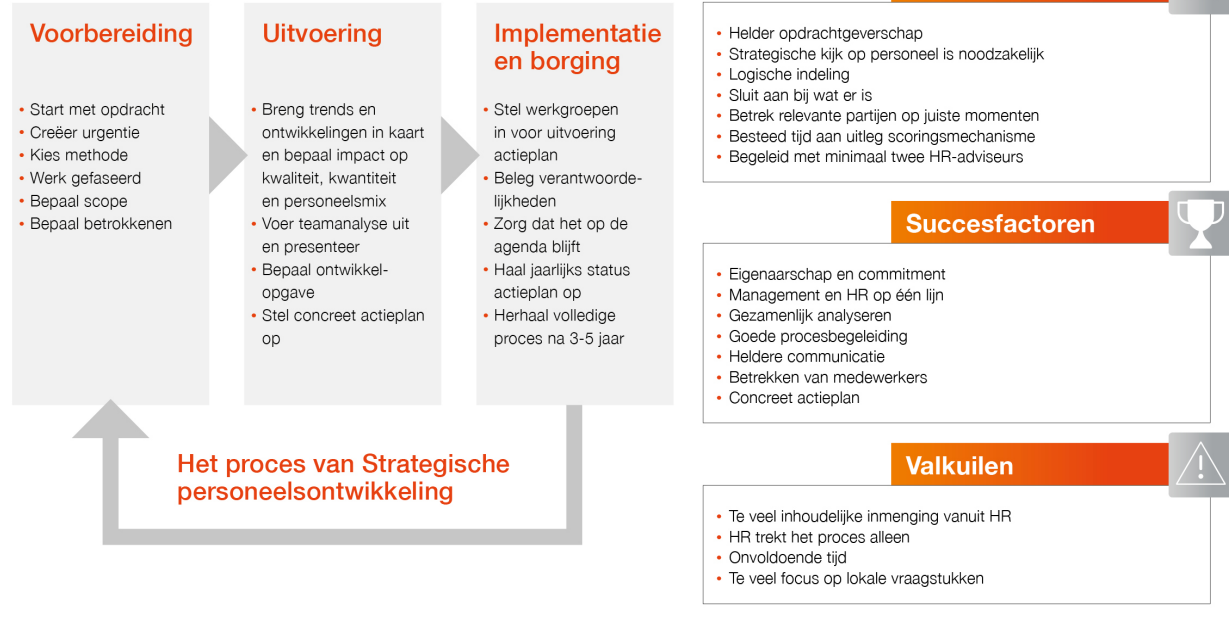 Voorbereiding
• Start met opdracht
• Creëer urgentie
• Kies methode
• Werk gefaseerd
• Bepaal scope
• Bepaal betrokkenen
Uitvoering
• Breng trends en
ontwikkelingen in kaart
en bepaal impact op
kwaliteit, kwantiteit
en personeelsmix
• Voer teamanalyse uit
en presenteer
• Bepaal ontwikkel-
opgave
• Stel concreet actieplan
op
Implementatie
en borging
• Stel werkgroepen
in voor uitvoering
actieplan
• Beleg verantwoorde-
lijkheden
• Zorg dat het op de
agenda blijft
• Haal jaarlijks status
actieplan op
• Herhaal volledige
proces na 3-5 jaar
Het proces van Strategische
personeelsontwikkeling
• Helder opdrachtgeverschap
• Strategische kijk op personeel is noodzakelijk
• Logische indeling
• Sluit aan bij wat er is
• Betrek relevante partijen op juiste momenten
• Besteed tijd aan uitleg scoringsmechanisme
• Begeleid met minimaal twee HR-adviseurs
Succesfactoren
• Eigenaarschap en commitment
• Management en HR op één lijn
• Gezamenlijk analyseren
• Goede procesbegeleiding
• Heldere communicatie
• Betrekken van medewerkers
• Concreet actieplan
Valkuilen
• Te veel inhoudelijke inmenging vanuit HR
• HR trekt het proces alleen
• Onvoldoende tijd
• Te veel focus op lokale vraagstukken